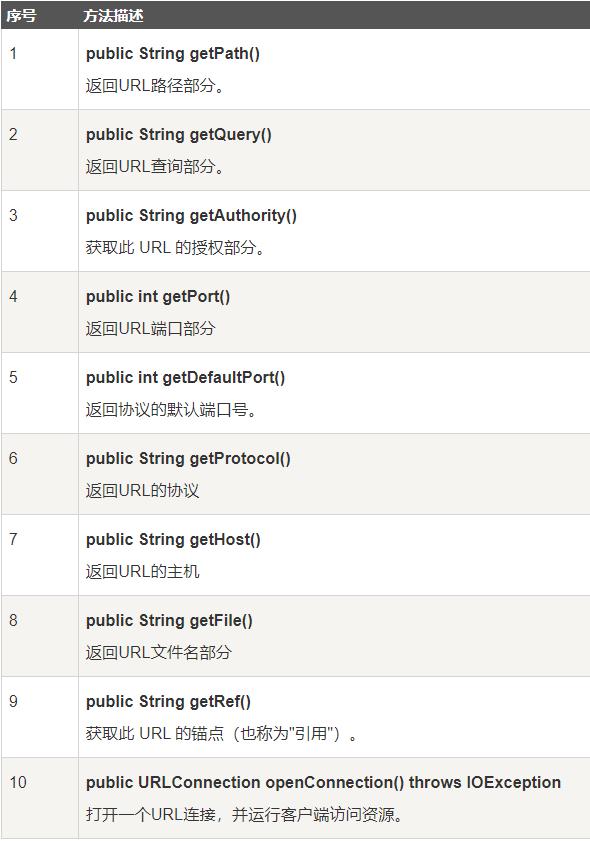 序号 方法描述
1 public String getPath()
返回URL路径部分。
2 public String getQuery()
返回URL查询部分。
3 public String getAuthority()
获取此 URL 的授权部分。
4 public int getPort()
返回URL端口部分
5 public int getDefaultPort()
返回协议的默认端口号。
6 public String getProtocol()
返回URL的协议
7 public String getHost()
返回URL的主机
8 public String getFile()
返回URL文件名部分
9 public String getRef()
获取此 URL 的锚点（也称为"引用"）。
10 public URLConnection openConnection() throws IOException
打开一个URL连接，并运行客户端访问资源。